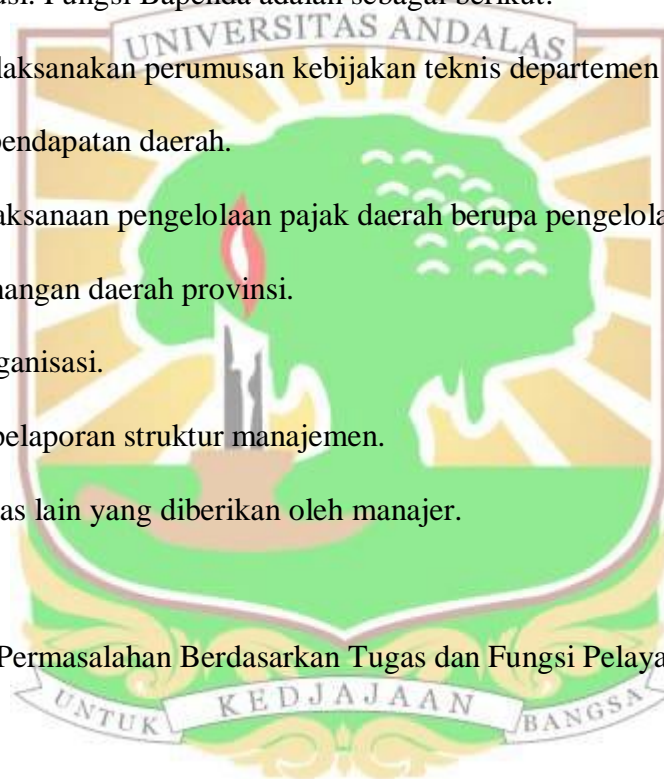 usi. Fungsi Bapenda adalah sebagai berikut:
UNIVERSITAS ANDALAS
laksanakan perumusan kebijakan teknis departemen
pendapatan daerah.
aksanaan pengelolaan pajak daerah berupa pengelola
nangan daerah provinsi.
ganisasi.
pelaporan struktur manajemen.
as lain yang diberikan oleh manajer.
Permasalahan Berdasarkan Tugas dan Fungsi Pelaya
UNTUK KEDJAJAAN BANGSA